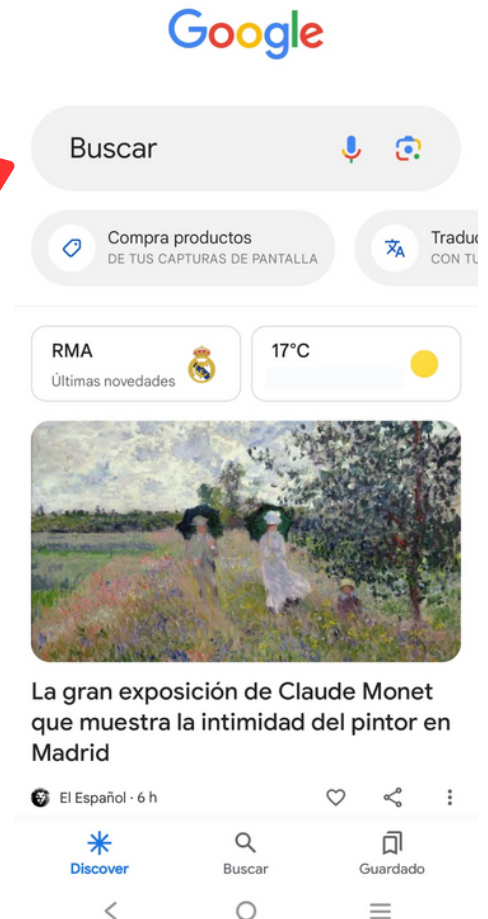 Google
Buscar
Compra productos
DE TUS CAPTURAS DE PANTALLA
Traduc
CON TU
RMA
Últimas novedades
17°C
La gran exposición de Claude Monet
que muestra la intimidad del pintor en
Madrid
El Español · 6 h
Discover
Buscar
Guardado